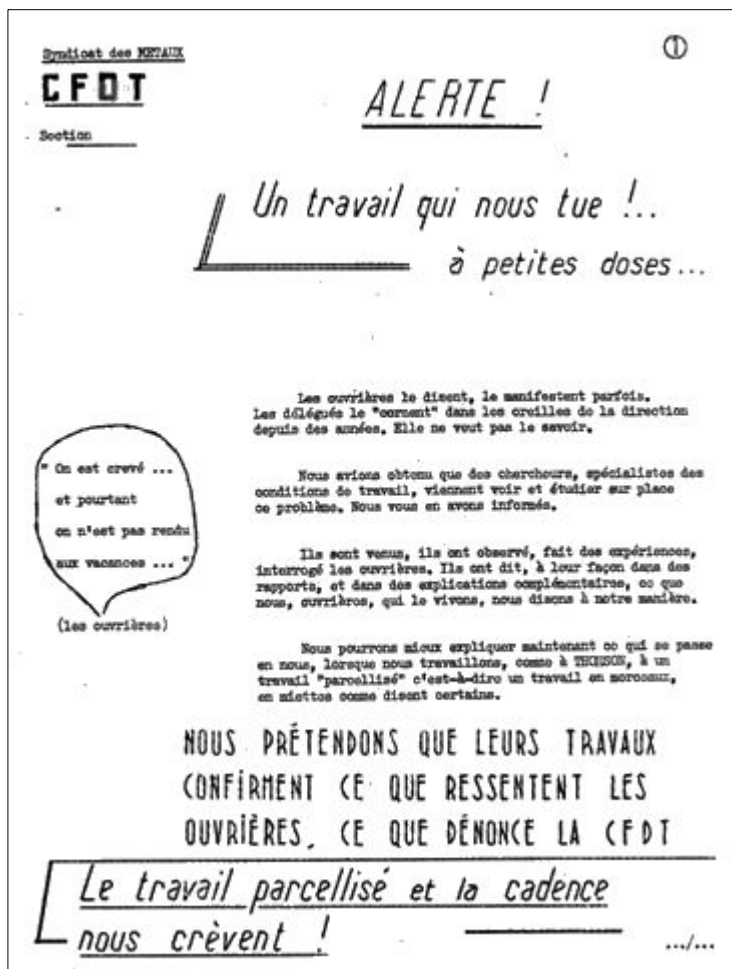 Syndicat des METAUX
①
CFDT
ALERTE !
Section
Un travail qui nous tue !..
à petites doses...
Les ouvrières le disent, le manifestent parfois.
Les délégués le "cornent" dans les oreilles de la direction
depuis des années. Elle ne veut pas le savoir.
" On est crevé ...
et pourtant
on n'est pas rendu
aux vacances ... "
(les ouvrières)
Nous avions obtenu que des chercheurs, spécialistes des
conditions de travail, viennent voir et étudier sur place
ce problème. Nous vous en avons informés.
Ils sont venus, ils ont observé, fait des expériences,
interrogé les ouvrières. Ils ont dit, à leur façon dans des
rapports, et dans des explications complémentaires, ce que
nous, ouvrières, qui le vivons, nous disons à notre manière.
Nous pourrons mieux expliquer maintenant ce qui se passe
en nous, lorsque nous travaillons, comme à THOMSON, à un
travail "parcellisé" c'est-à-dire un travail en morceaux,
en miettes comme disent certains.
NOUS PRÉTENDONS QUE LEURS TRAVAUX
CONFIRMENT CE QUE RESSENTENT LES
OUVRIÈRES, CE QUE DÉNONCE LA CFDT
Le travail parcellisé et la cadence
nous crèvent !
.../...